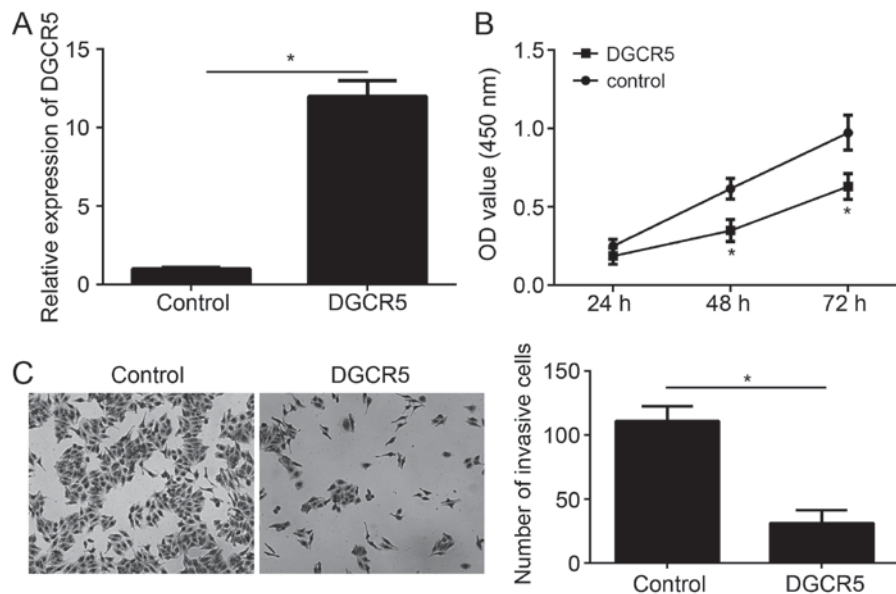 A
Relative expression of DGCR5
15
10
5
0
*
Control
DGCR5
B
OD value (450 nm)
1.5
1.0
0.5
0.0
DGCR5
control
*
*
24 h
48 h
72 h
C
Control
DGCR5
Number of invasive cells
150
100
50
0
*
Control
DGCR5